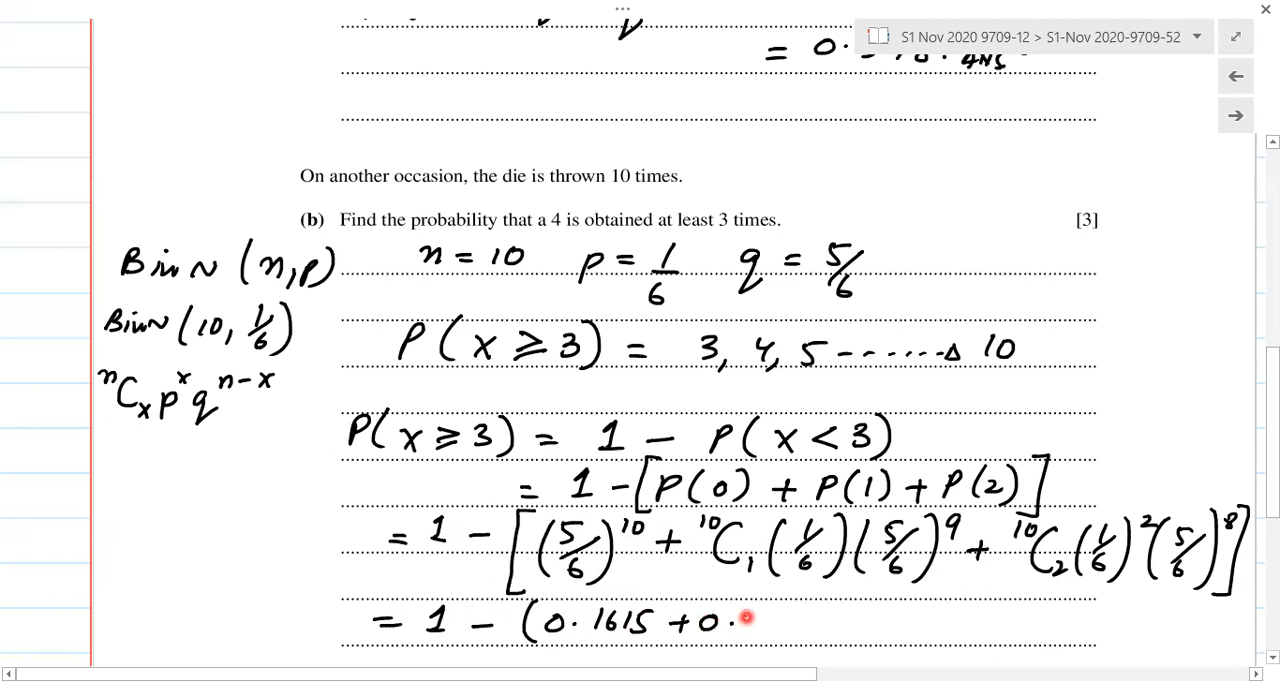 S1 Nov 2020 9709-12 > S1-Nov 2020-9709-52
= 0.
On another occasion, the die is thrown 10 times.
(b) Find the probability that a 4 is obtained at least 3 times. [3]
BinN (n,p) n = 10 p = 1/6 q = 5/6
BinN (10, 1/6)
P(x ≥ 3) = 3, 4, 5 ------- 10
ⁿCₓ pˣ qⁿ⁻ˣ
P(x ≥ 3) = 1 - P(x < 3)
= 1 - [P(0) + P(1) + P(2)]
= 1 - [(5/6)¹⁰ + ¹⁰C₁ (1/6)(5/6)⁹ + ¹⁰C₂ (1/6)² (5/6)⁸]
= 1 - (0.1615 + 0.